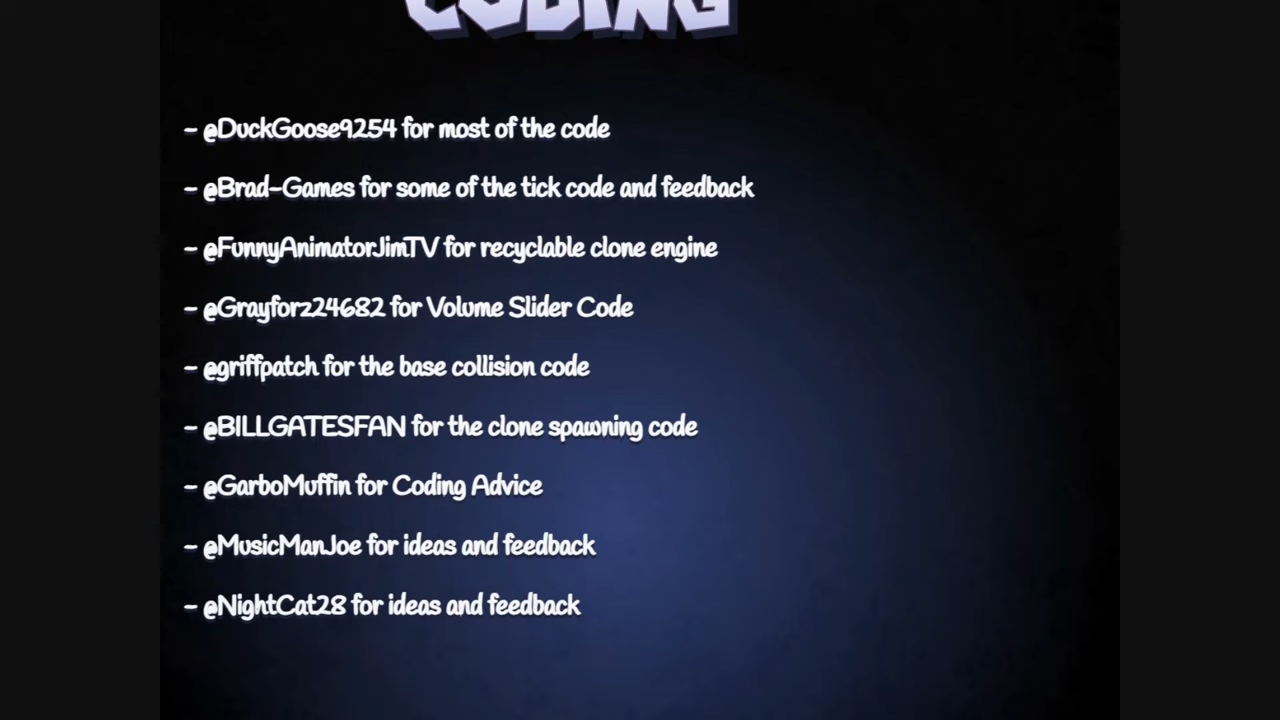 CODING
- @DuckGoose9254 for most of the code
- @Brad-Games for some of the tick code and feedback
- @FunnyAnimatorJimTV for recyclable clone engine
- @Grayforz24682 for Volume Slider Code
- @griffpatch for the base collision code
- @BILLGATESFAN for the clone spawning code
- @GarboMuffin for Coding Advice
- @MusicManJoe for ideas and feedback
- @NightCat28 for ideas and feedback